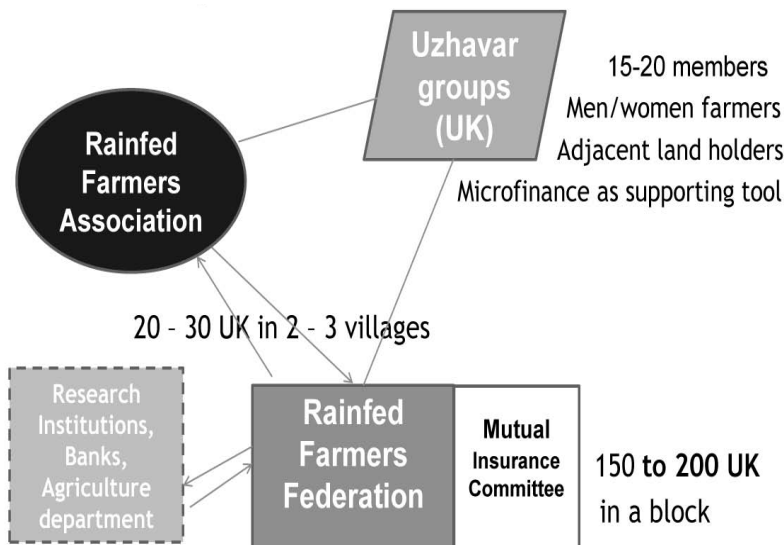 Uzhavar
groups
(UK)
15-20 members
Men/women farmers
Adjacent land holders
Microfinance as supporting tool
Rainfed
Farmers
Association
20 - 30 UK in 2 - 3 villages
Research
Institutions,
Banks,
Agriculture
department
Rainfed
Farmers
Federation
Mutual
Insurance
Committee
150 to 200 UK
in a block